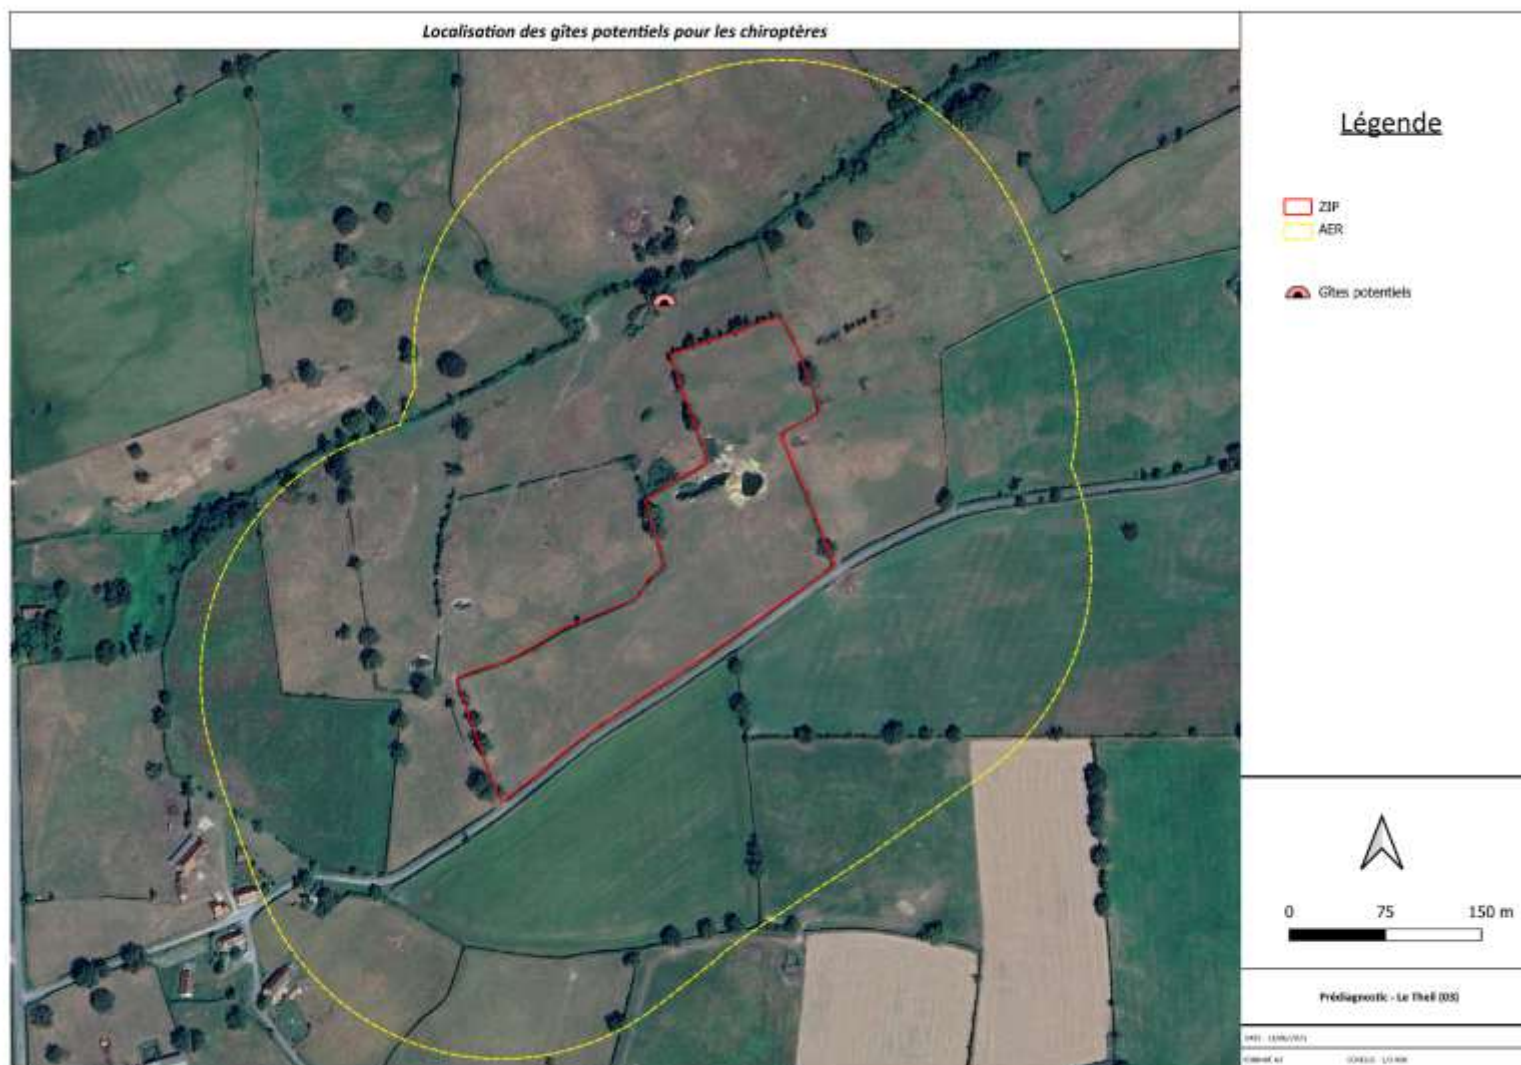 Localisation des gîtes potentiels pour les chiroptères
Légende
ZIP
AER
Gîtes potentiels
0 75 150 m
Prédiagnostic - Le Theil (03)